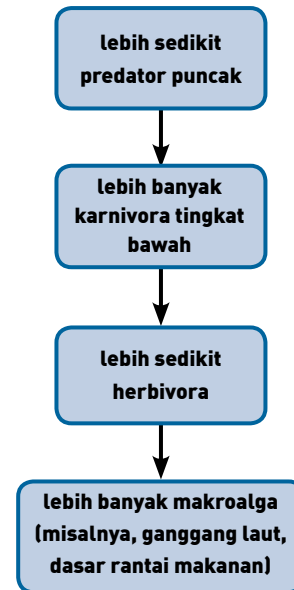 lebih sedikit
predator puncak
lebih banyak
karnivora tingkat
bawah
lebih sedikit
herbivora
lebih banyak makroalga
(misalnya, ganggang laut,
dasar rantai makanan)